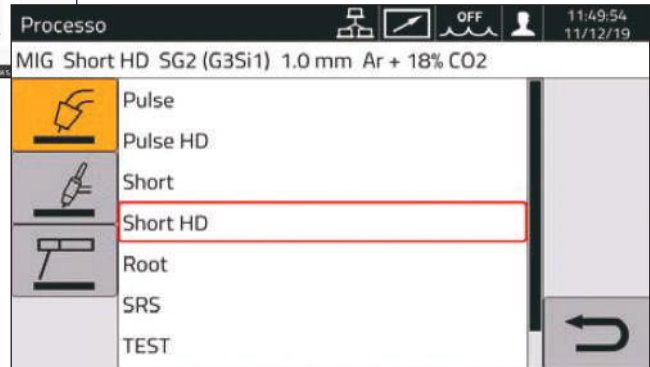 Processo
OFF
11:49:54
11/12/19
MIG Short HD SG2 (G3Si1) 1.0 mm Ar + 18% CO2
Pulse
Pulse HD
Short
Short HD
Root
SRS
TEST